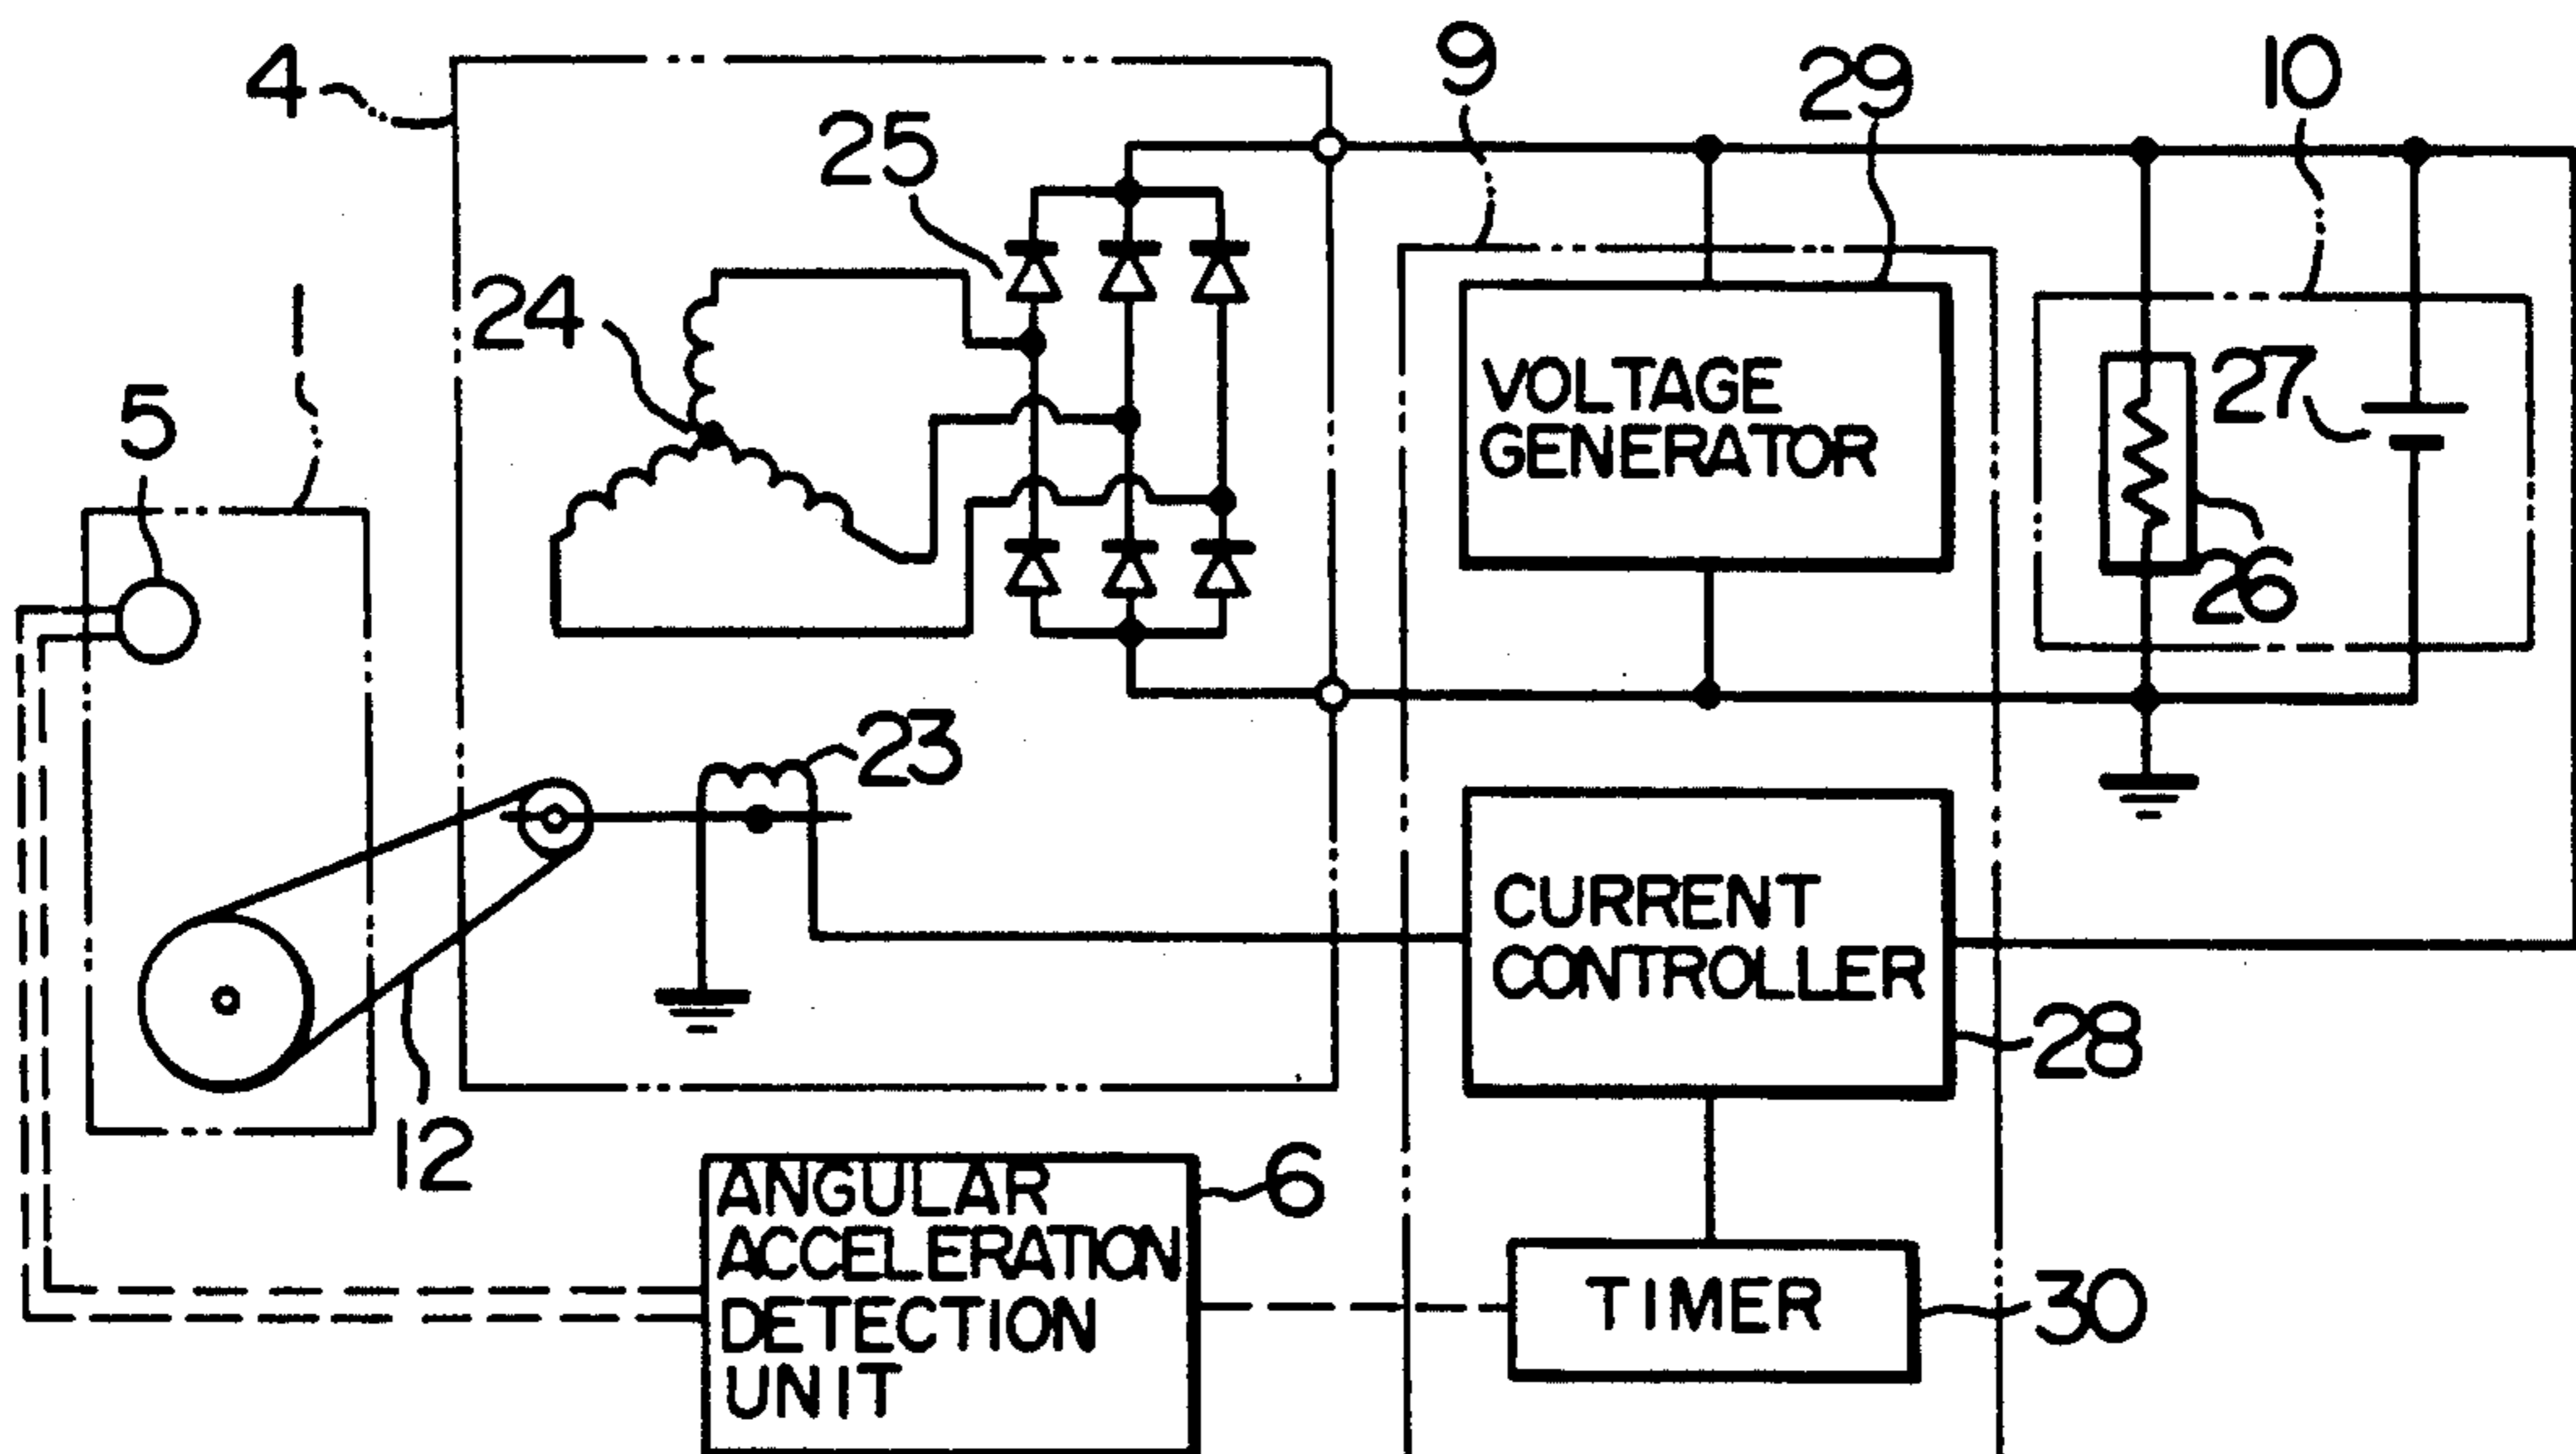 4
9
29
10
25
24
1
5
VOLTAGE
GENERATOR
27
26
23
CURRENT
CONTROLLER
28
12
ANGULAR
ACCELERATION
DETECTION
UNIT
6
TIMER
30